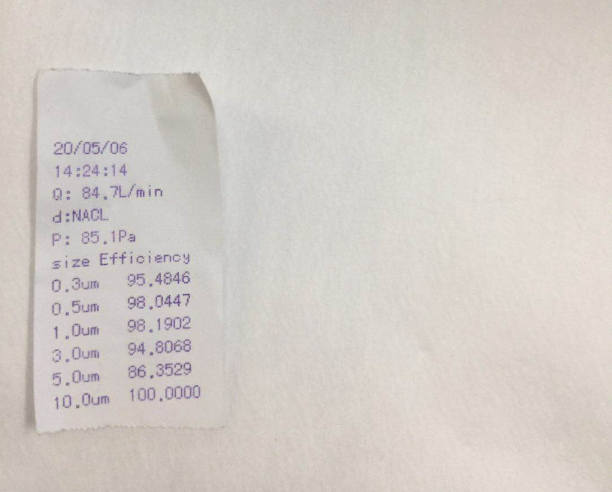 20/05/06
14:24:14
Q: 84.7L/min
d:NACL
P: 85.1Pa
size Efficiency
0.3um 95.4846
0.5um 98.0447
1.0um 98.1902
3.0um 94.8068
5.0um 86.3529
10.0um 100.0000